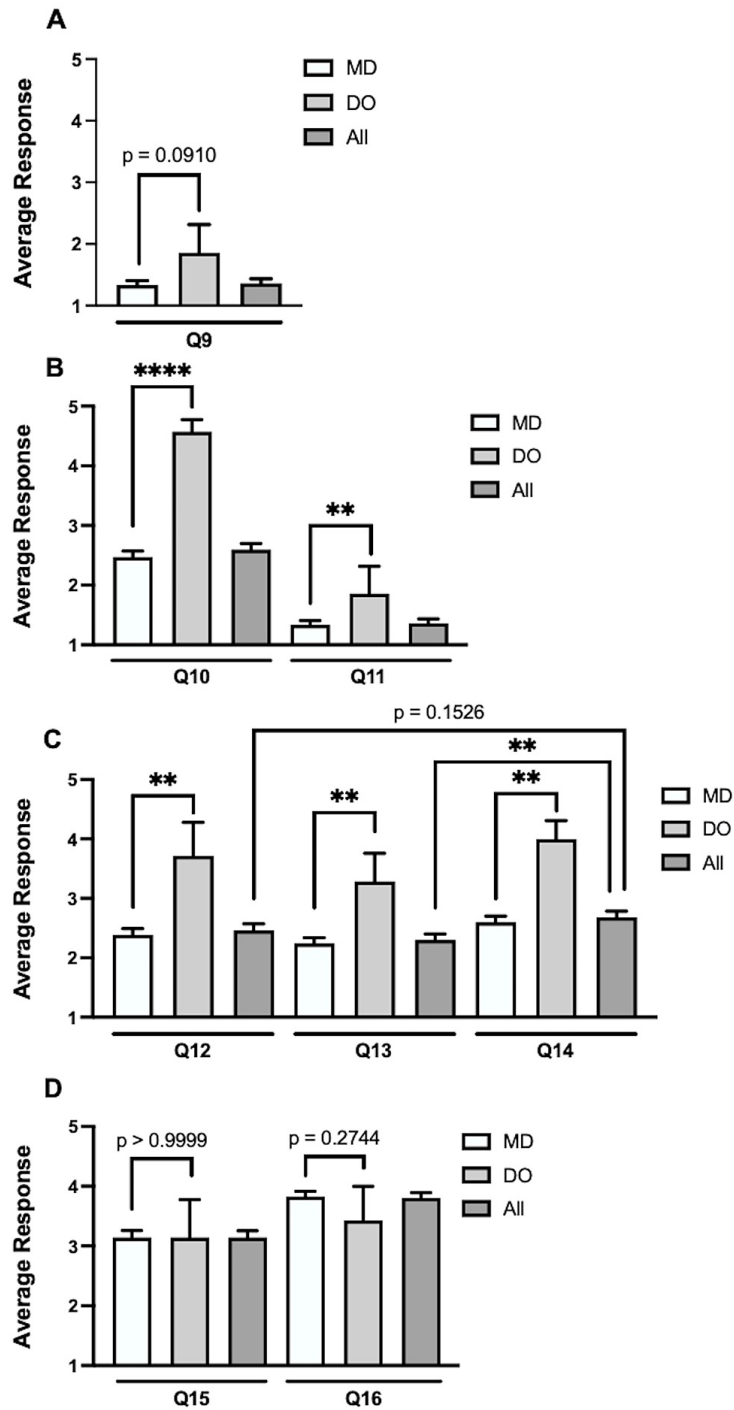 A
Average Response
5
4
3
2
1
p = 0.0910
MD
DO
All
Q9
B
Average Response
5
4
3
2
1
****
**
MD
DO
All
Q10
Q11
C
Average Response
5
4
3
2
1
p = 0.1526
**
**
**
**
MD
DO
All
Q12
Q13
Q14
D
Average Response
5
4
3
2
1
p > 0.9999
p = 0.2744
MD
DO
All
Q15
Q16